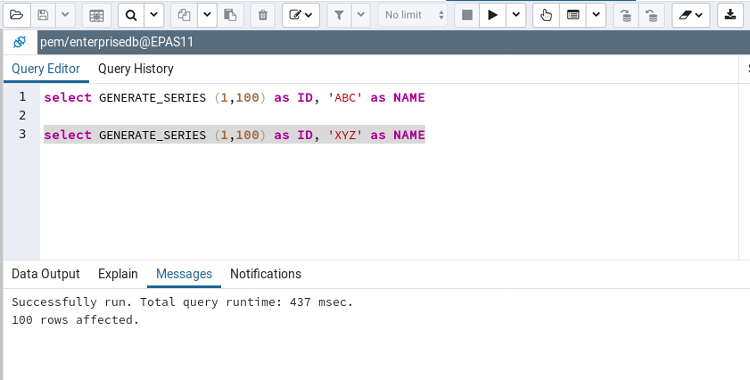 No limit
pem/enterprisedb@EPAS11
Query Editor Query History
1 select GENERATE_SERIES (1,100) as ID, 'ABC' as NAME
2
3 select GENERATE_SERIES (1,100) as ID, 'XYZ' as NAME
Data Output Explain Messages Notifications
Successfully run. Total query runtime: 437 msec.
100 rows affected.